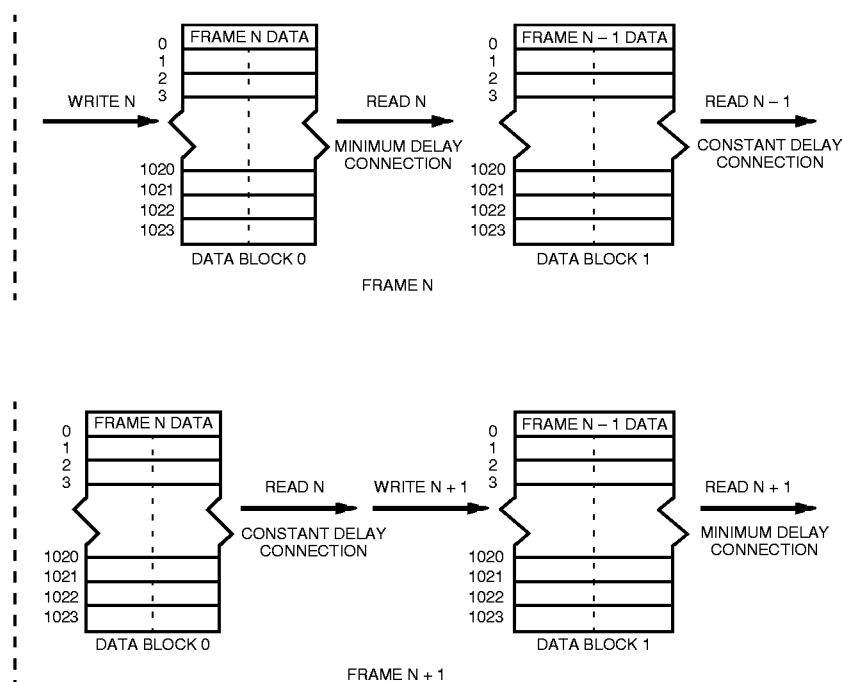 FRAME N DATA
FRAME N – 1 DATA
0
1
2
3
0
1
2
3
WRITE N
READ N
READ N – 1
MINIMUM DELAY
CONNECTION
CONSTANT DELAY
CONNECTION
1020
1021
1022
1023
1020
1021
1022
1023
DATA BLOCK 0
DATA BLOCK 1
FRAME N
FRAME N DATA
FRAME N – 1 DATA
0
1
2
3
0
1
2
3
READ N
WRITE N + 1
READ N + 1
CONSTANT DELAY
CONNECTION
MINIMUM DELAY
CONNECTION
1020
1021
1022
1023
1020
1021
1022
1023
DATA BLOCK 0
DATA BLOCK 1
FRAME N + 1